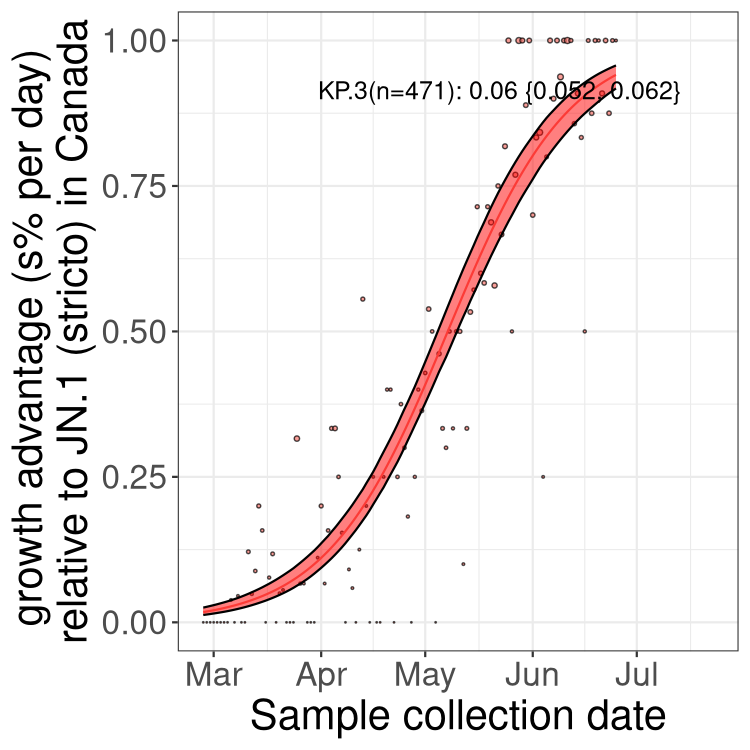 growth advantage (s% per day)
relative to JN.1 (stricto) in Canada
1.00
0.75
0.50
0.25
0.00
KP.3(n=471): 0.06 {0.052, 0.062}
Mar Apr May Jun Jul
Sample collection date